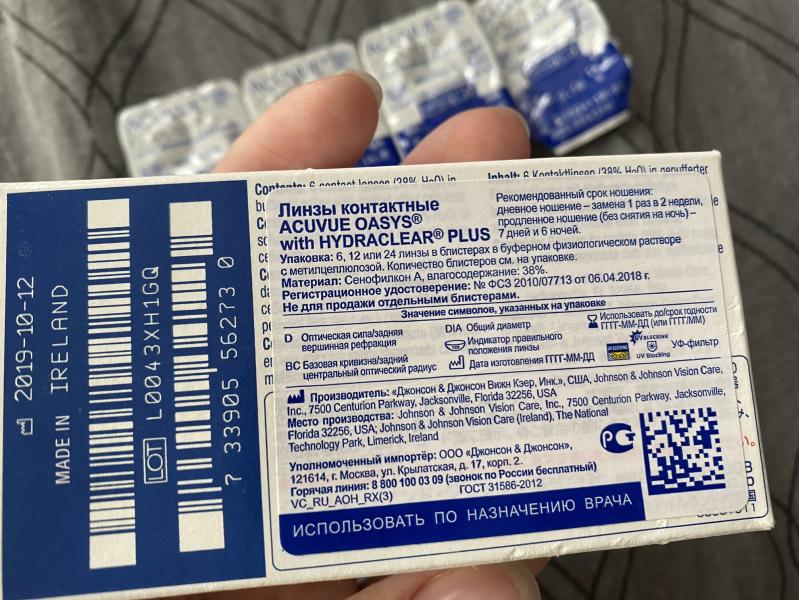 ACUVUE
ACUVUE
ACUVUE
2019-10-12
MADE IN IRELAND
LOT L0043XH1GQ
7 33905 56273 0
Contents: 6 contact lenses (38% H₂O) in
Inhalt: 6 Kontaktlinsen (38% H₂O) in gepufferter
Линзы контактные
ACUVUE OASYS®
with HYDRACLEAR® PLUS
Рекомендованный срок ношения:
дневное ношение – замена 1 раз в 2 недели,
продленное ношение (без снятия на ночь) –
7 дней и 6 ночей.
Упаковка: 6, 12 или 24 линзы в блистерах в буферном физиологическом растворе
с метилцеллюлозой. Количество блистеров см. на упаковке.
Материал: Сенофилкон А, влагосодержание: 38%.
Регистрационное удостоверение: № ФСЗ 2010/07713 от 06.04.2018 г.
Не для продажи отдельными блистерами.
Значение символов, указанных на упаковке
D Оптическая сила/задняя
вершинная рефракция
BC Базовая кривизна/задний
центральный оптический радиус
DIA Общий диаметр
Индикатор правильного
положения линзы
Дата изготовления ГГГГ-ММ-ДД
Использовать до/срок годности
ГГГГ-ММ-ДД (или ГГГГ/ММ)
UV BLOCKING
UV BLOCKING
UV Blocking
УФ-фильтр
Производитель: «Джонсон & Джонсон Вижн Кэер, Инк.», США, Johnson & Johnson Vision Care,
Inc., 7500 Centurion Parkway, Jacksonville, Florida 32256, USA
Место производства: Johnson & Johnson Vision Care, Inc., 7500 Centurion Parkway, Jacksonville,
Florida 32256, USA; Johnson & Johnson Vision Care (Ireland), The National
Technology Park, Limerick, Ireland
Уполномоченный импортёр: ООО «Джонсон & Джонсон»,
121614, г. Москва, ул. Крылатская, д. 17, корп. 2.
Горячая линия: 8 800 100 03 09 (звонок по России бесплатный)
VC_RU_AOH_RX(3) ГОСТ 31586-2012
ИСПОЛЬЗОВАТЬ ПО НАЗНАЧЕНИЮ ВРАЧА